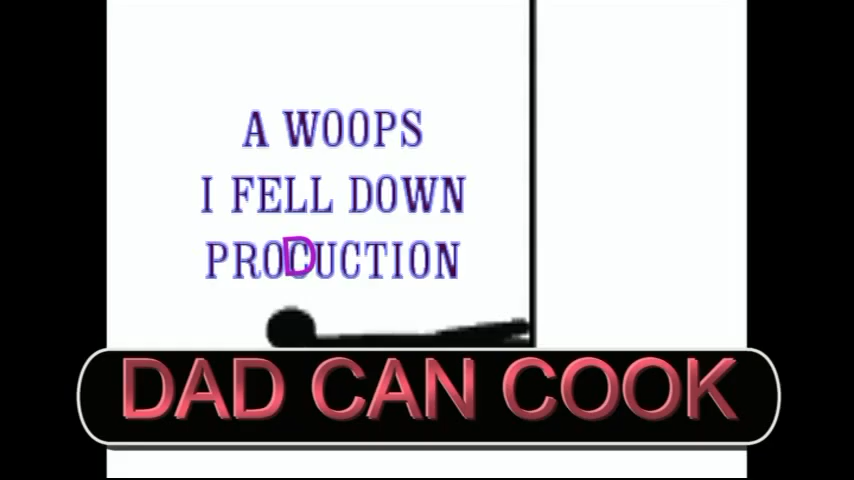 A WOOPS
I FELL DOWN
PRODUCTION
DAD CAN COOK